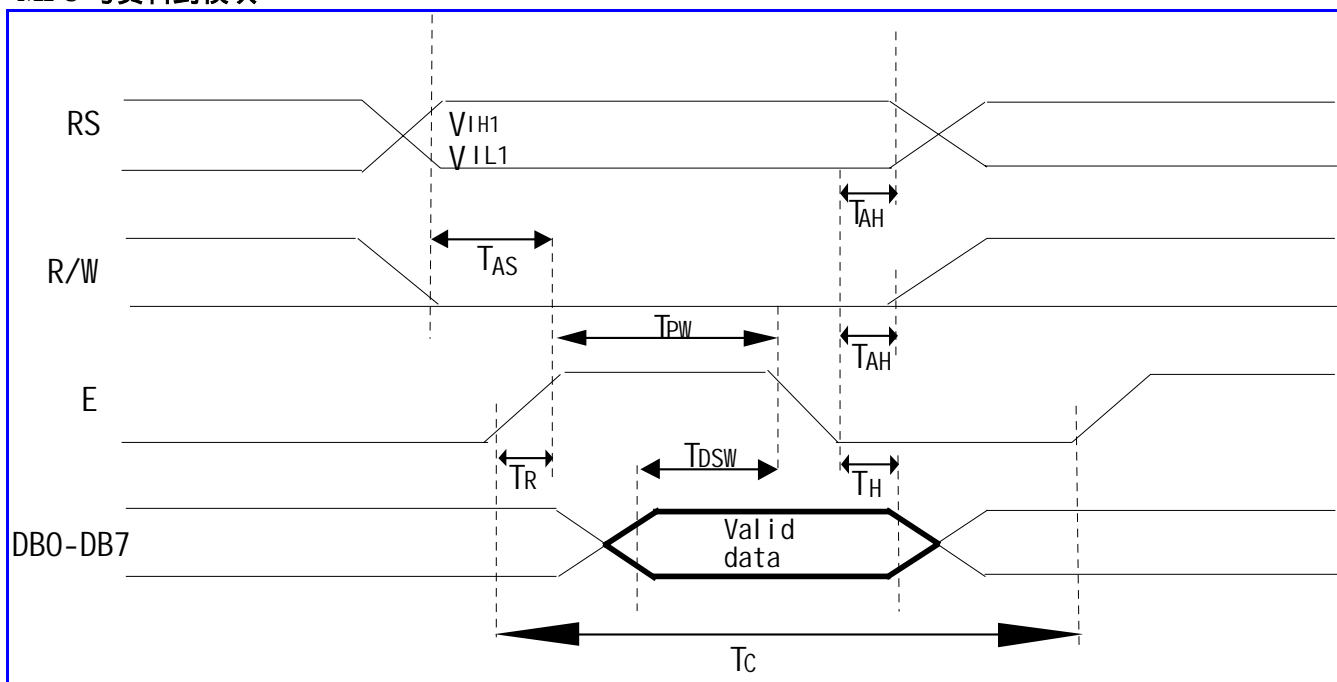 RS
VIH1
VIL1
TAH
R/W
TAS
TPW
TAH
E
TR
TDSW
TH
DB0-DB7
Valid
data
TC